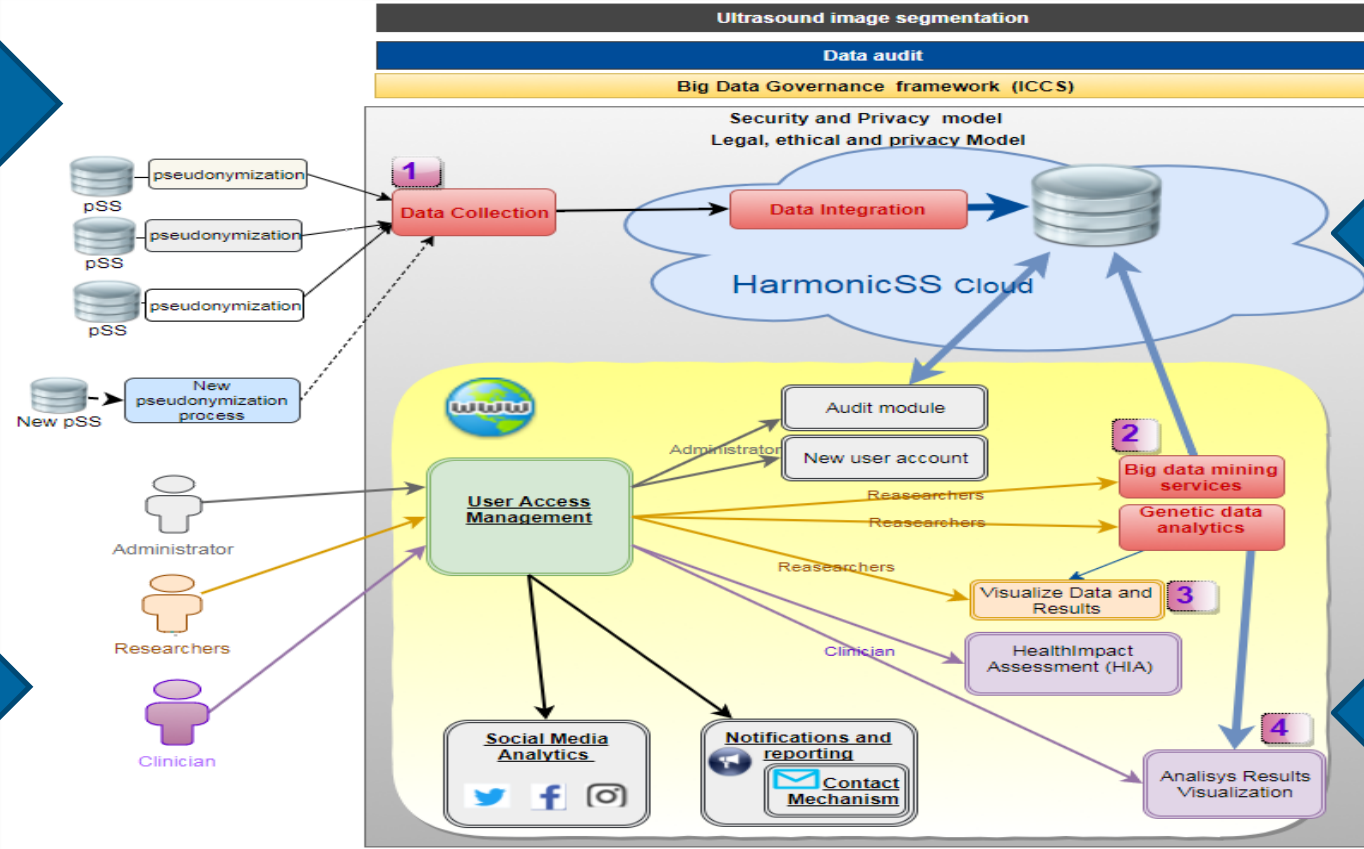 Ultrasound image segmentation
Data audit
Big Data Governance framework (ICCS)
Security and Privacy model
Legal, ethical and privacy Model
pSS
pseudonymization
pSS
pseudonymization
pSS
pseudonymization
New pSS
New
pseudonymization
process
1
Data Collection
Data Integration
HarmonicSS Cloud
www
Administrator
Researchers
Clinician
User Access
Management
Administrator
Audit module
New user account
Reasearchers
Reasearchers
Reasearchers
Clinician
2
Big data mining
services
Genetic data
analytics
Visualize Data and
Results
3
HealthImpact
Assessment (HIA)
4
Analisys Results
Visualization
Social Media
Analytics
Notifications and
reporting
Contact
Mechanism